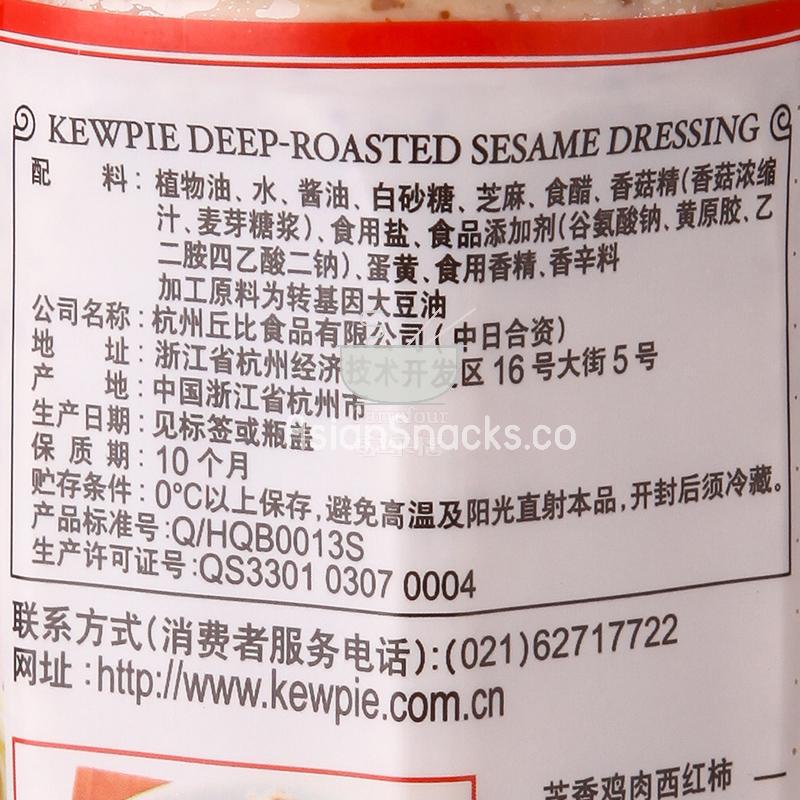 KEWPIE DEEP-ROASTED SESAME DRESSING
配 料：植物油、水、酱油、白砂糖、芝麻、食醋、香菇精(香菇浓缩
汁、麦芽糖浆)、食用盐、食品添加剂(谷氨酸钠、黄原胶、乙
二胺四乙酸二钠)、蛋黄、食用香精、香辛料
加工原料为转基因大豆油
公司名称：杭州丘比食品有限公司(中日合资)
地 址：浙江省杭州经济技术开发区16号大街5号
产 地：中国浙江省杭州市
生产日期：见标签或瓶盖
AsianSnacks.co
保 质 期：10个月
贮存条件：0℃以上保存,避免高温及阳光直射本品,开封后须冷藏。
产品标准号:Q/HQB0013S
生产许可证号:QS3301 0307 0004
联系方式(消费者服务电话):(021)62717722
网址:http://www.kewpie.com.cn
鸡肉西红柿